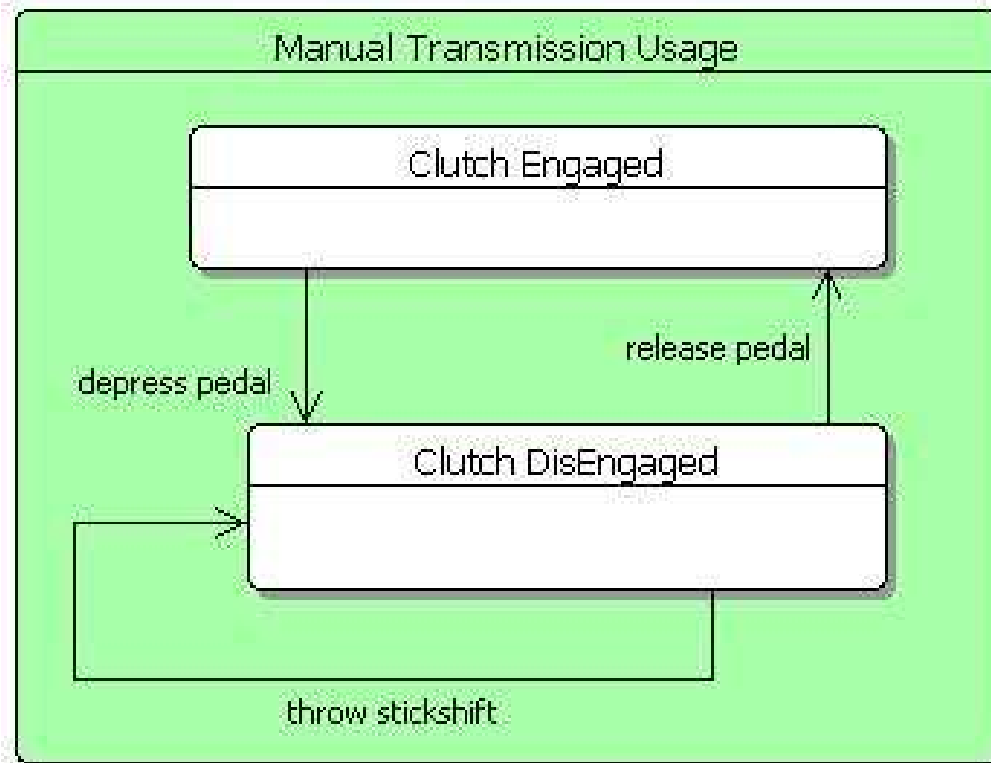 Manual Transmission Usage
Clutch Engaged
release pedal
depress pedal
Clutch DisEngaged
throw stickshift